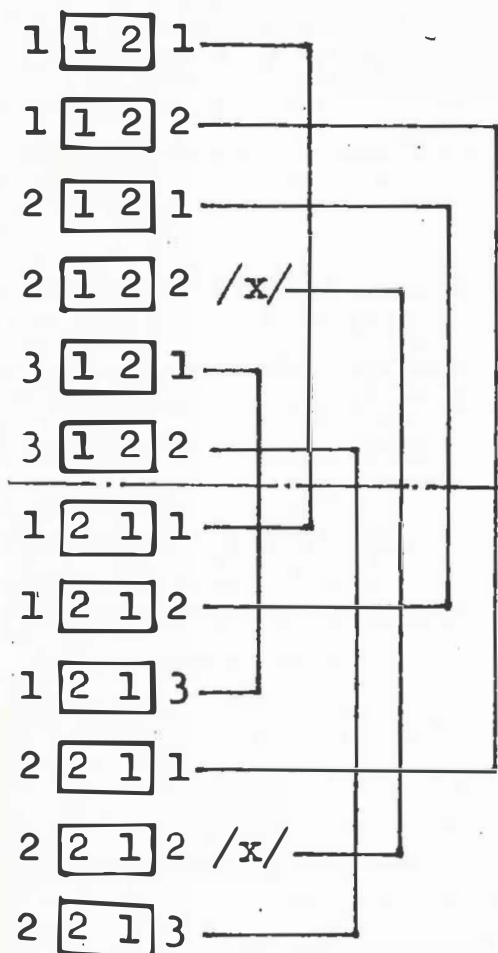 1 1 2 1
1 1 2 2
2 1 2 1
2 1 2 2 /x/
3 1 2 1
3 1 2 2
1 2 1 1
1 2 1 2
1 2 1 3
2 2 1 1
2 2 1 2 /x/
2 2 1 3